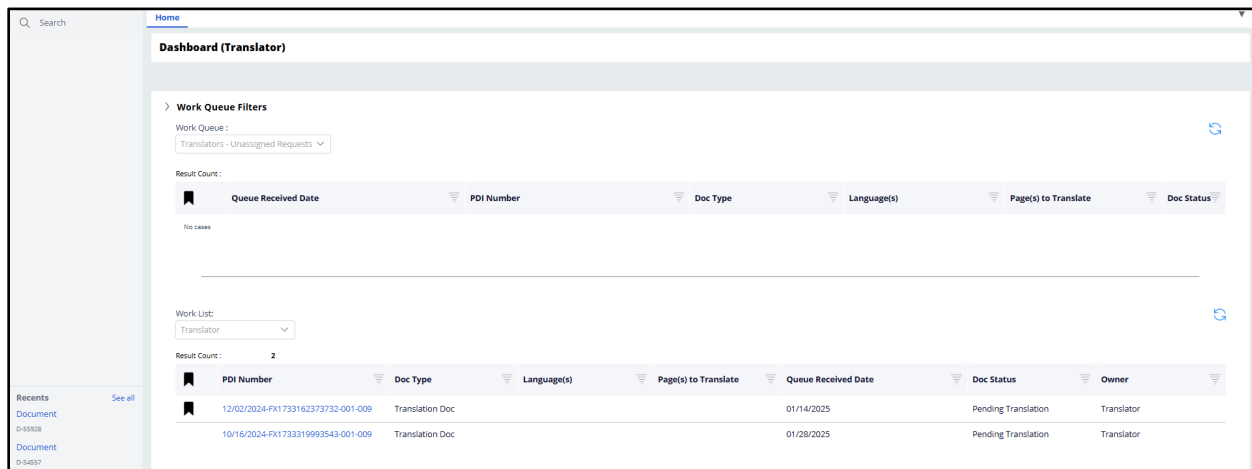 Search
Home
Dashboard (Translator)
Work Queue Filters
Work Queue :
Translators - Unassigned Requests
Result Count :
Queue Received Date PDI Number Doc Type Language(s) Page(s) to Translate Doc Status
No cases
Work List:
Translator
Result Count : 2
PDI Number Doc Type Language(s) Page(s) to Translate Queue Received Date Doc Status Owner
12/02/2024-FX1733162373732-001-009 Translation Doc 01/14/2025 Pending Translation Translator
10/16/2024-FX1733319993543-001-009 Translation Doc 01/28/2025 Pending Translation Translator
Recents See all
Document
D-55928
Document
D-54557